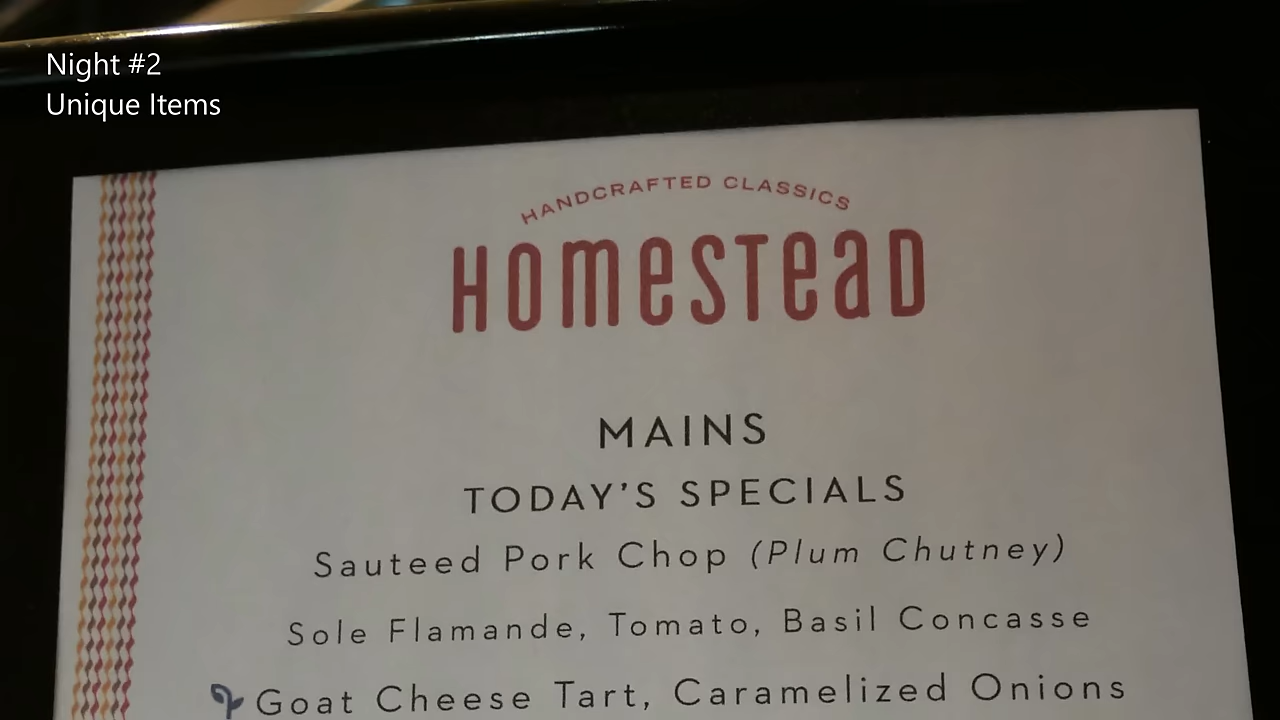 Night #2
Unique Items
HANDCRAFTED CLASSICS
HOMESTEAD
MAINS
TODAY'S SPECIALS
Sauteed Pork Chop (Plum Chutney)
Sole Flamande, Tomato, Basil Concasse
Goat Cheese Tart, Caramelized Onions